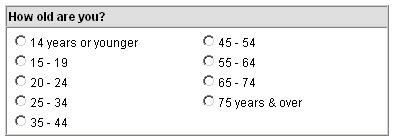 How old are you?
14 years or younger
15 - 19
20 - 24
25 - 34
35 - 44
45 - 54
55 - 64
65 - 74
75 years & over